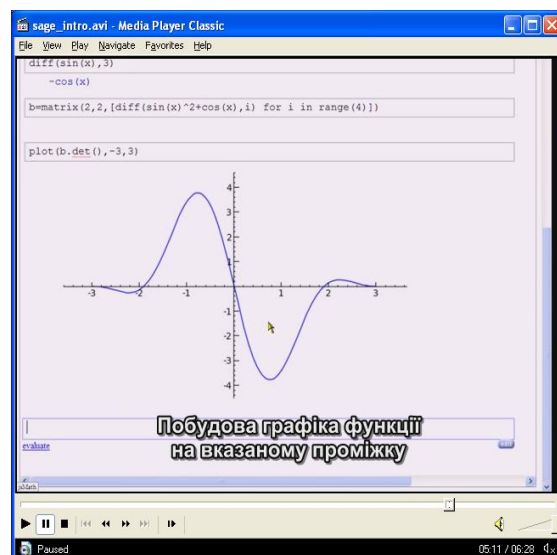 sage_intro.avi - Media Player Classic
File View Play Navigate Favorites Help
diff(sin(x),3)
-cos(x)
b=matrix(2,2,[diff(sin(x)^2+cos(x),i) for i in range(4)])
plot(b.det(),-3,3)
4
3
2
1
-3 -2 -1 1 2 3
-1
-2
-3
-4
Побудова графіка функції
на вказаному проміжку
evaluate
jsMath
Paused 05:11 / 06:28